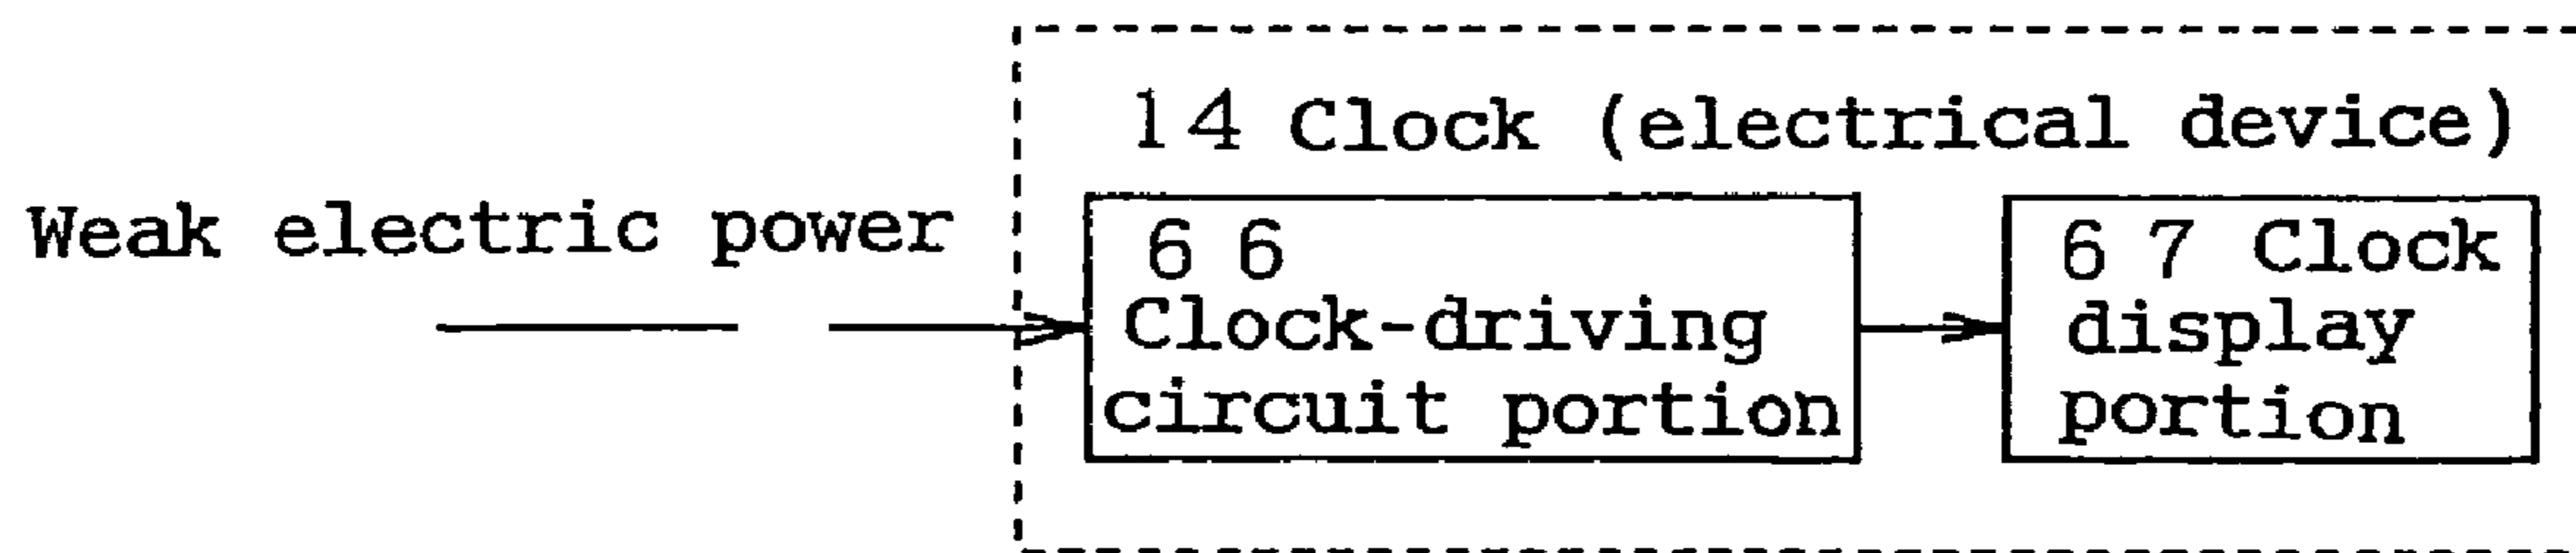 14 Clock (electrical device)
Weak electric power
66
Clock-driving
circuit portion
67 Clock
display
portion